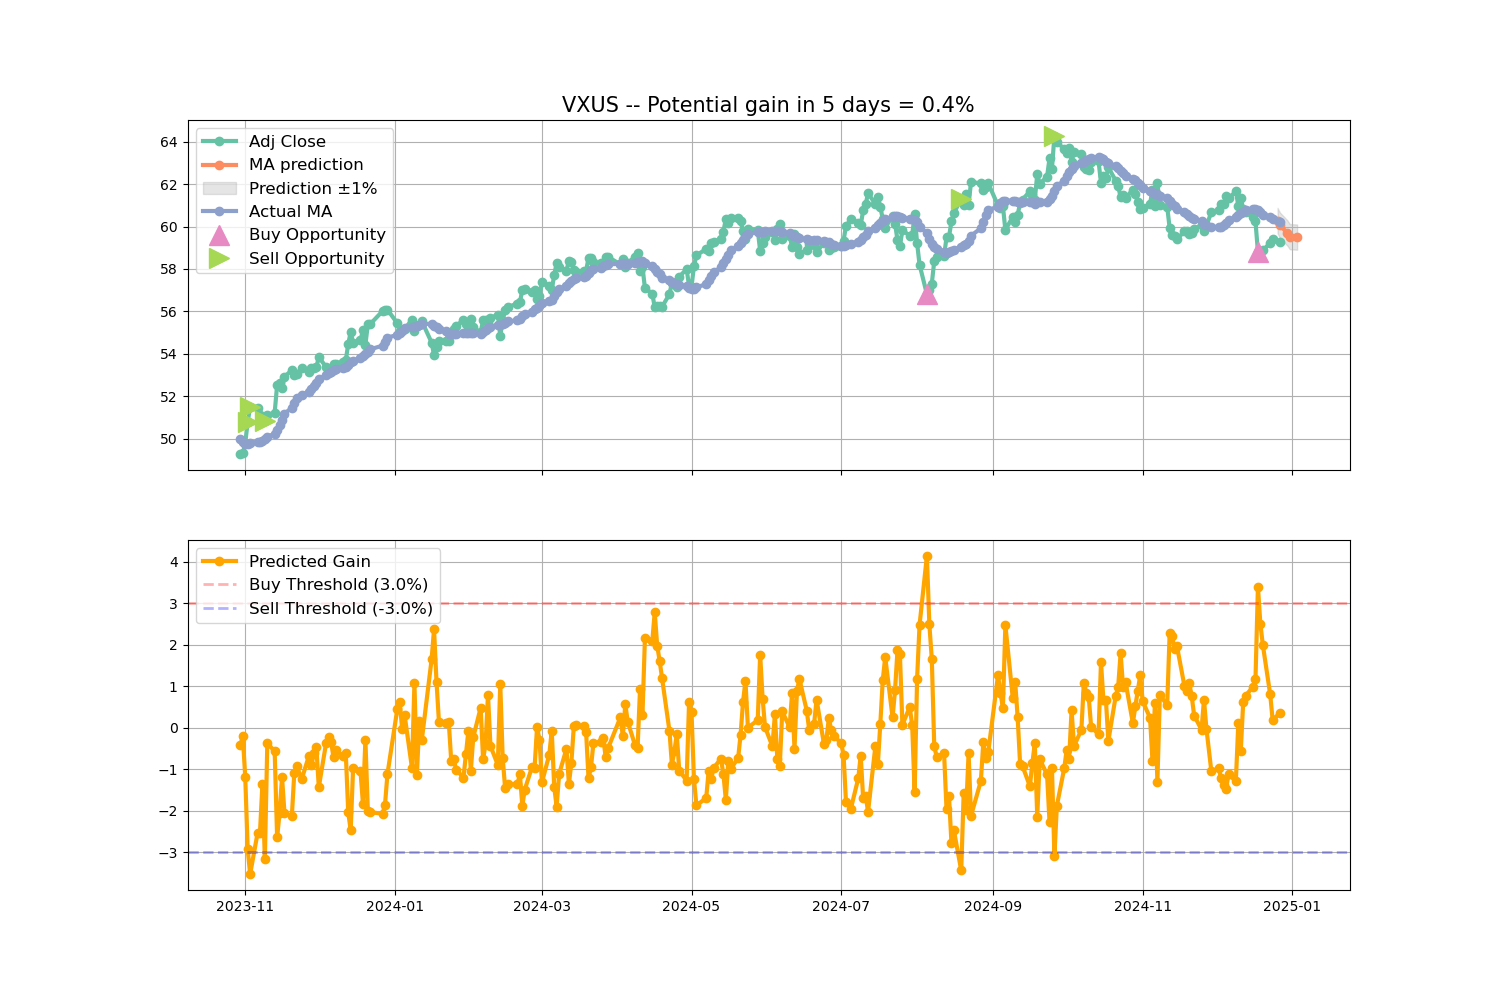 VXUS -- Potential gain in 5 days = 0.4%
64
62
60
58
56
54
52
50
Adj Close
MA prediction
Prediction ±1%
Actual MA
Buy Opportunity
Sell Opportunity
4
3
2
1
0
−1
−2
−3
Predicted Gain
Buy Threshold (3.0%)
Sell Threshold (-3.0%)
2023-11
2024-01
2024-03
2024-05
2024-07
2024-09
2024-11
2025-01